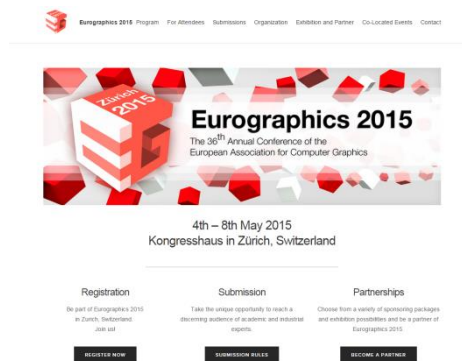 Eurographics 2015 Program For Attendees Submissions Organization Exhibition and Partner Co-Located Events Contact
Zürich
2015
EG
Eurographics 2015
The 36th Annual Conference of the
European Association for Computer Graphics
4th – 8th May 2015
Kongresshaus in Zürich, Switzerland
Registration
Be part of Eurographics 2015
in Zurich, Switzerland.
Join us!
REGISTER NOW
Submission
Take the unique opportunity to reach a
discerning audience of academic and industrial
experts.
SUBMISSION RULES
Partnerships
Choose from a variety of sponsoring packages
and exhibition possibilities and be a partner of
Eurographics 2015.
BECOME A PARTNER